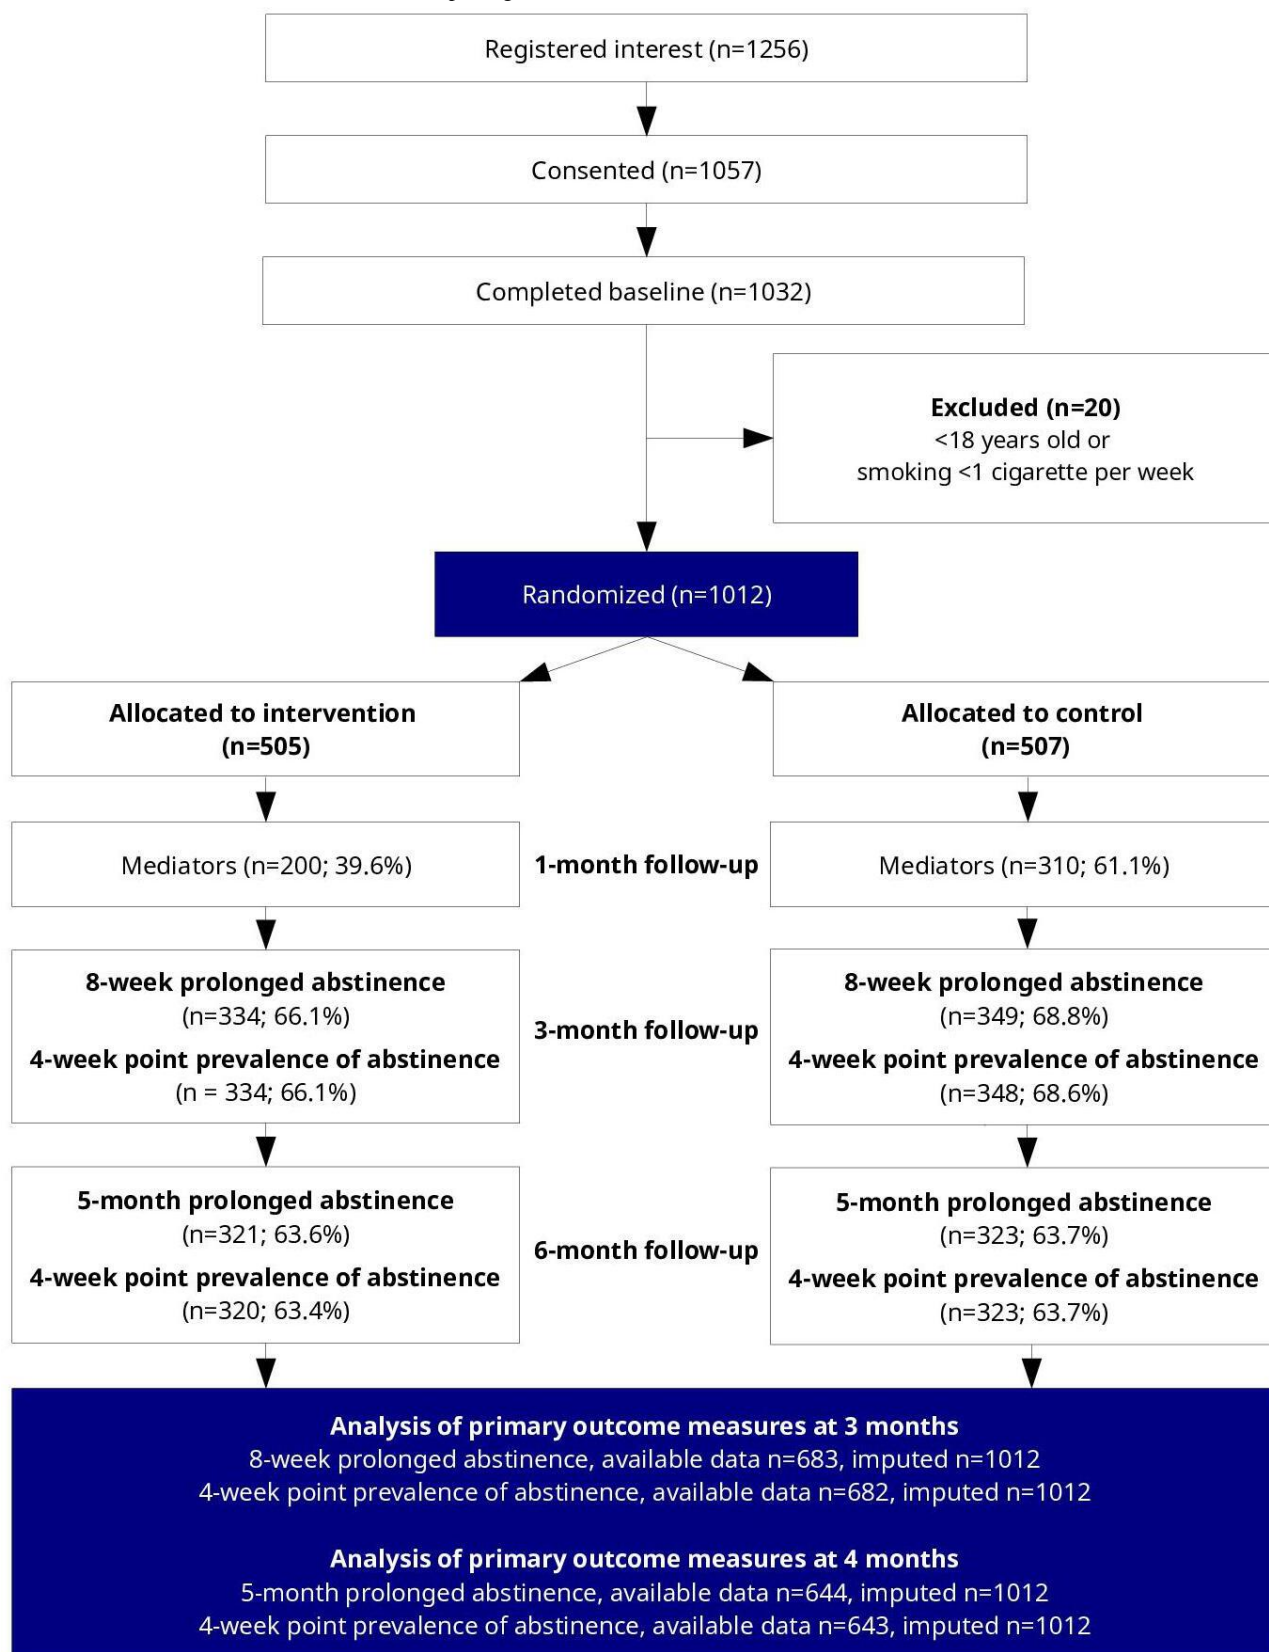 Registered interest (n=1256)
Consented (n=1057)
Completed baseline (n=1032)
Excluded (n=20)
<18 years old or
smoking <1 cigarette per week
Randomized (n=1012)
Allocated to intervention
(n=505)
Allocated to control
(n=507)
Mediators (n=200; 39.6%)
1-month follow-up
Mediators (n=310; 61.1%)
8-week prolonged abstinence
(n=334; 66.1%)
4-week point prevalence of abstinence
(n = 334; 66.1%)
3-month follow-up
8-week prolonged abstinence
(n=349; 68.8%)
4-week point prevalence of abstinence
(n=348; 68.6%)
5-month prolonged abstinence
(n=321; 63.6%)
4-week point prevalence of abstinence
(n=320; 63.4%)
6-month follow-up
5-month prolonged abstinence
(n=323; 63.7%)
4-week point prevalence of abstinence
(n=323; 63.7%)
Analysis of primary outcome measures at 3 months
8-week prolonged abstinence, available data n=683, imputed n=1012
4-week point prevalence of abstinence, available data n=682, imputed n=1012
Analysis of primary outcome measures at 4 months
5-month prolonged abstinence, available data n=644, imputed n=1012
4-week point prevalence of abstinence, available data n=643, imputed n=1012